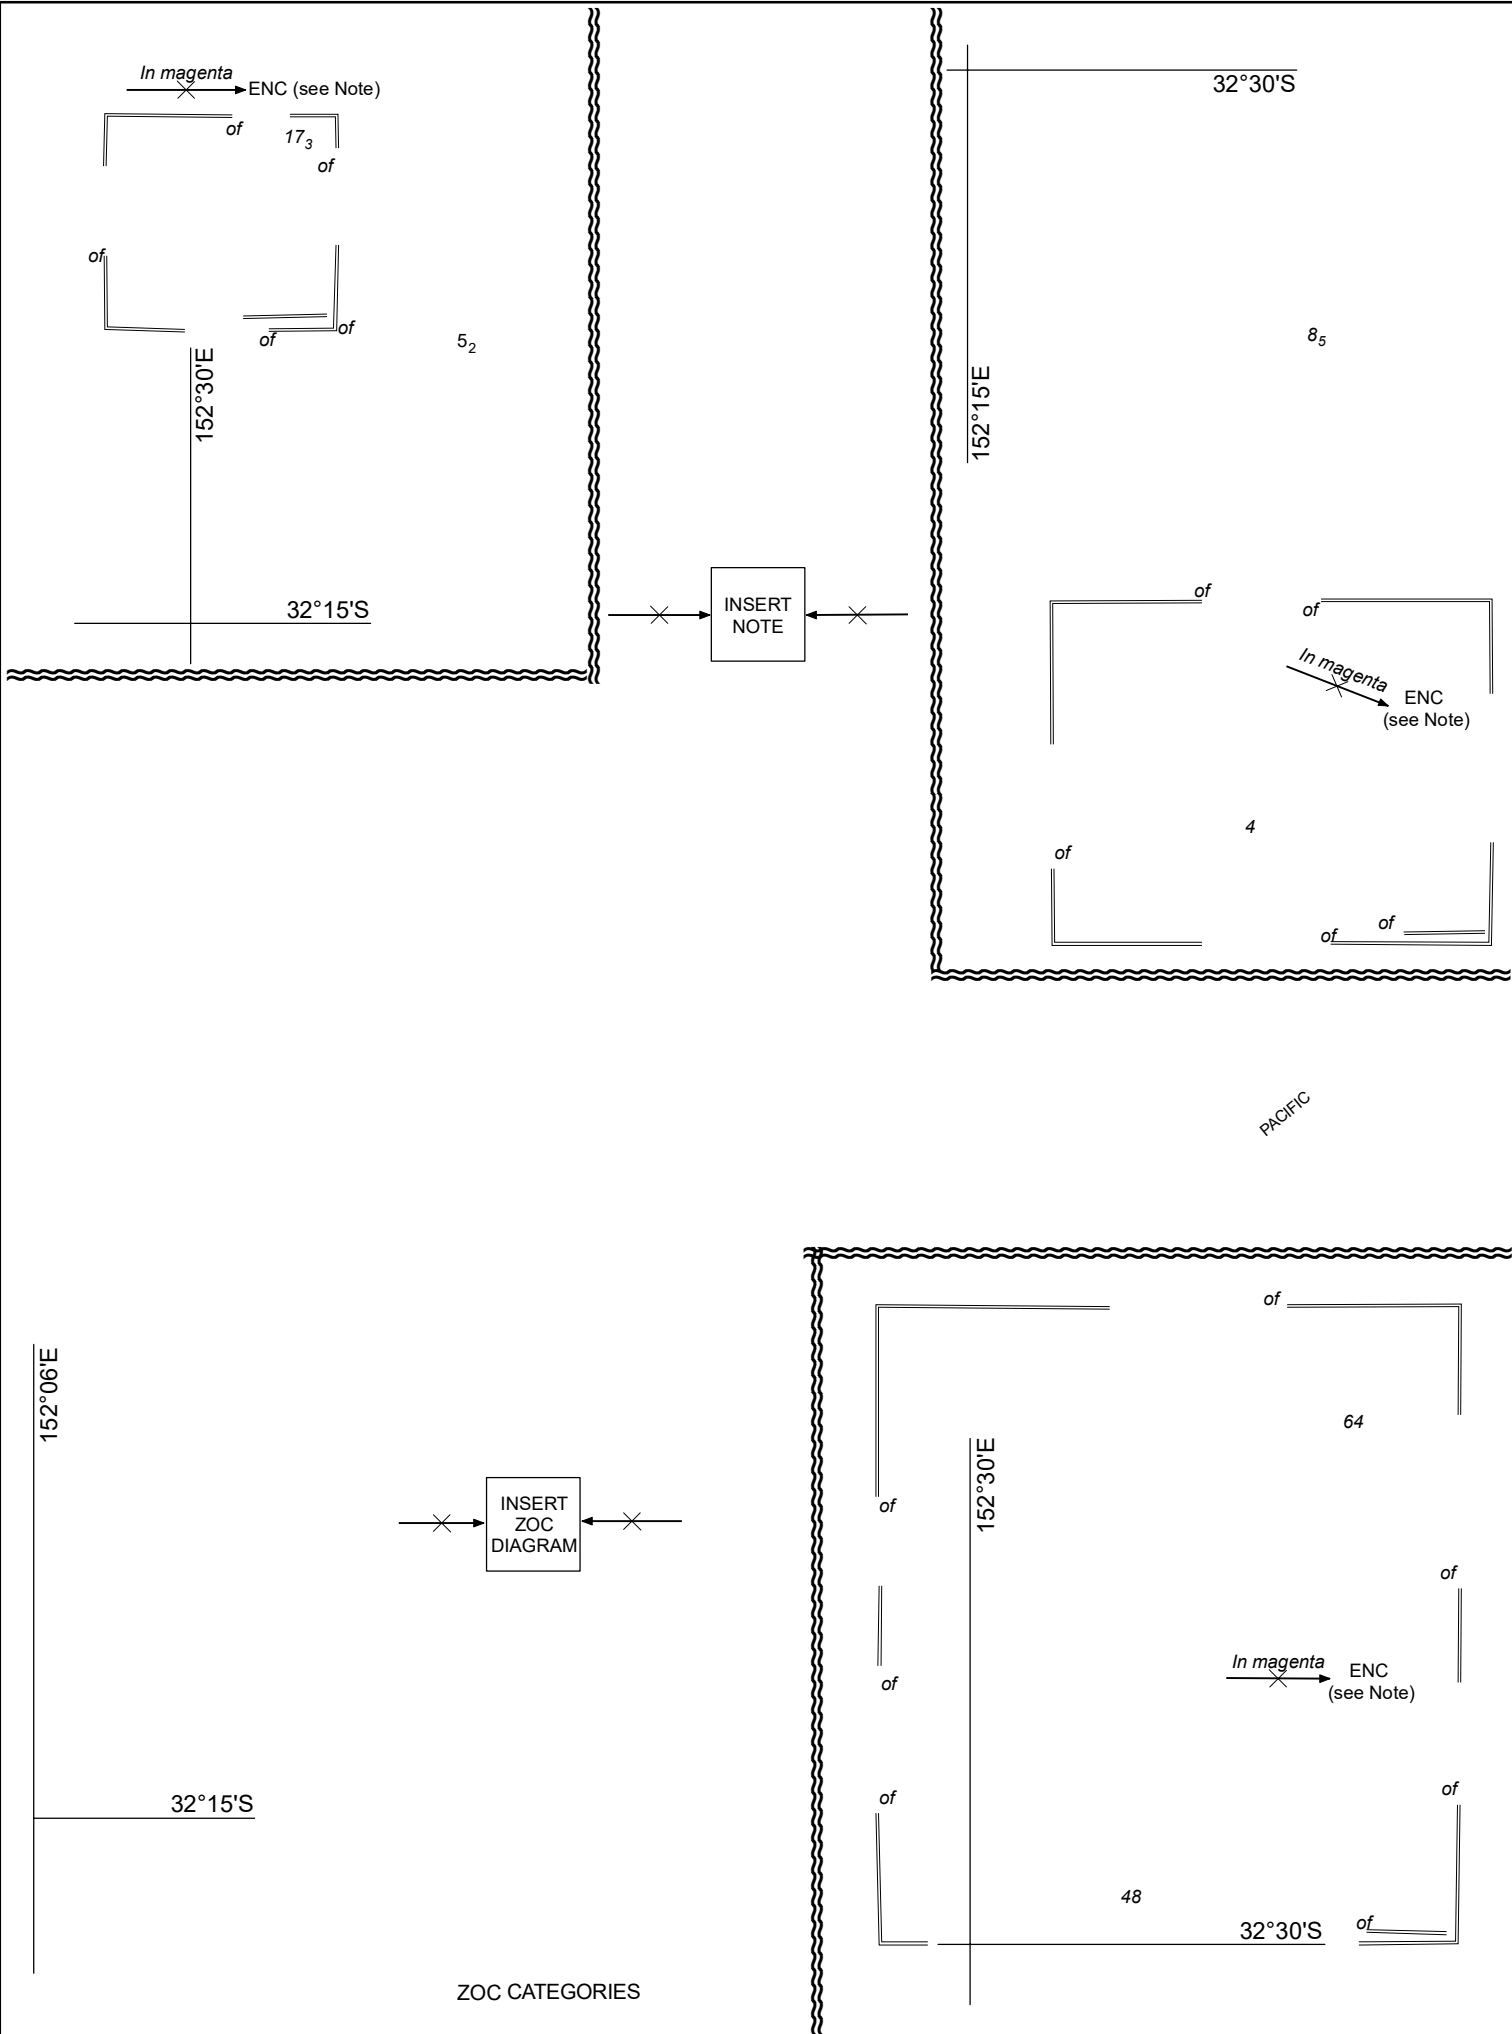 In magenta
ENC (see Note)
of
17₃
of
of
of
of
5₂
152°30'E
32°15'S
INSERT
NOTE
32°30'S
8₅
152°15'E
of
of
In magenta
ENC
(see Note)
4
of
of
of
PACIFIC
152°06'E
INSERT
ZOC
DIAGRAM
32°15'S
ZOC CATEGORIES
of
64
152°30'E
of
of
In magenta
ENC
(see Note)
of
of
of
48
of
32°30'S